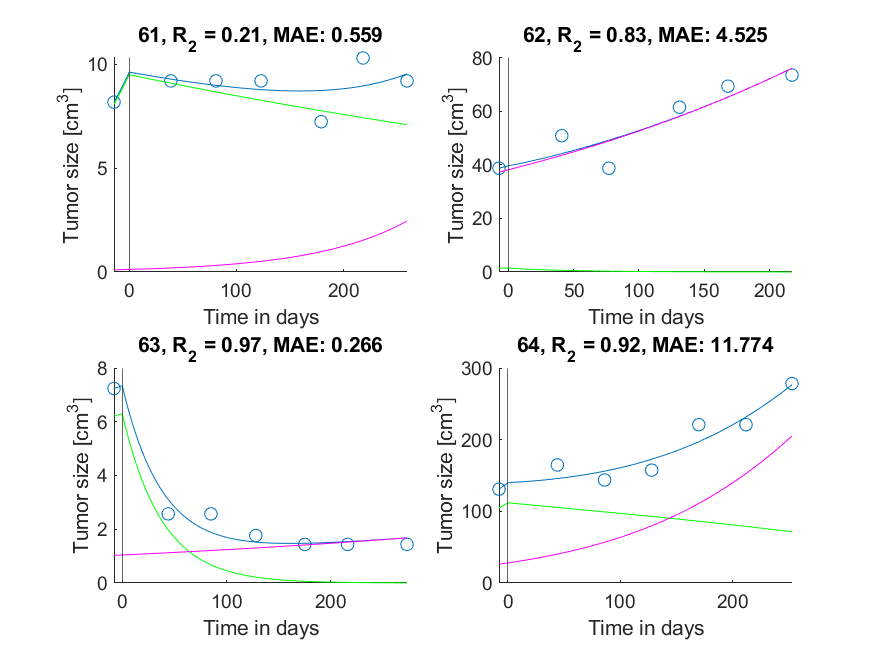 61, R2 = 0.21, MAE: 0.559
10
5
0
0
100
200
Tumor size [cm3]
Time in days
62, R2 = 0.83, MAE: 4.525
80
60
40
20
0
0
50
100
150
200
Tumor size [cm3]
Time in days
63, R2 = 0.97, MAE: 0.266
8
6
4
2
0
0
100
200
Tumor size [cm3]
Time in days
64, R2 = 0.92, MAE: 11.774
300
200
100
0
0
100
200
Tumor size [cm3]
Time in days